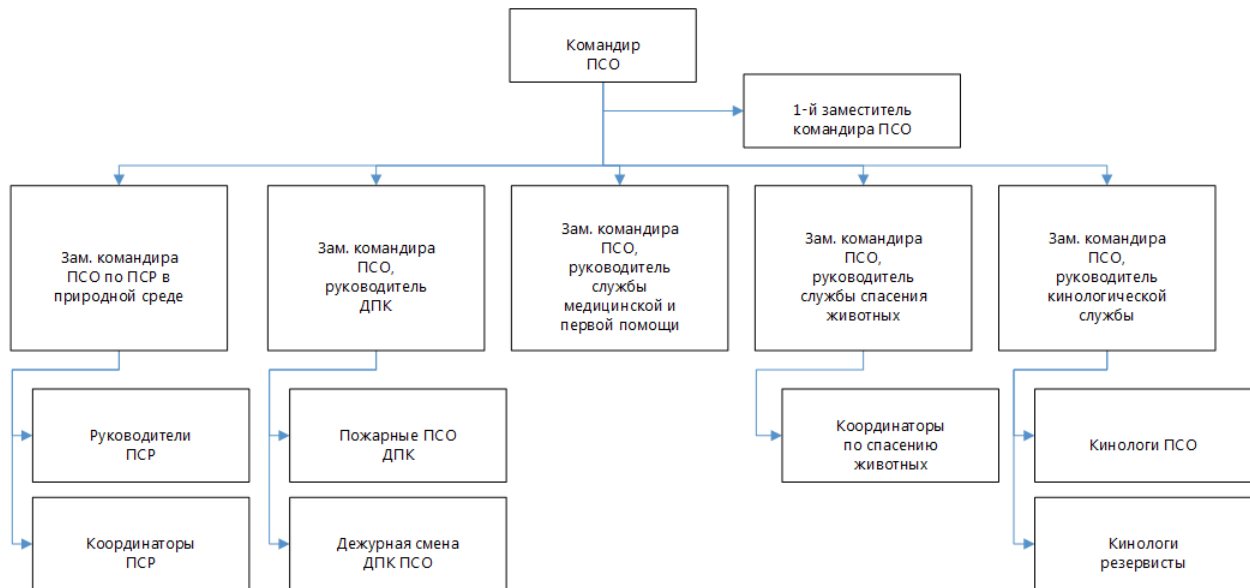 Командир
ПСО
1-й заместитель
командира ПСО
Зам. командира
ПСО по ПСР в
природной среде
Зам. командира
ПСО,
руководитель
ДПК
Зам. командира
ПСО,
руководитель
службы
медицинской и
первой помощи
Зам. командира
ПСО,
руководитель
службы спасения
животных
Зам. командира
ПСО,
руководитель
кинологической
службы
Руководители
ПСР
Пожарные ПСО
ДПК
Координаторы
по спасению
животных
Кинологи ПСО
Координаторы
ПСР
Дежурная смена
ДПК ПСО
Кинологи
резервисты